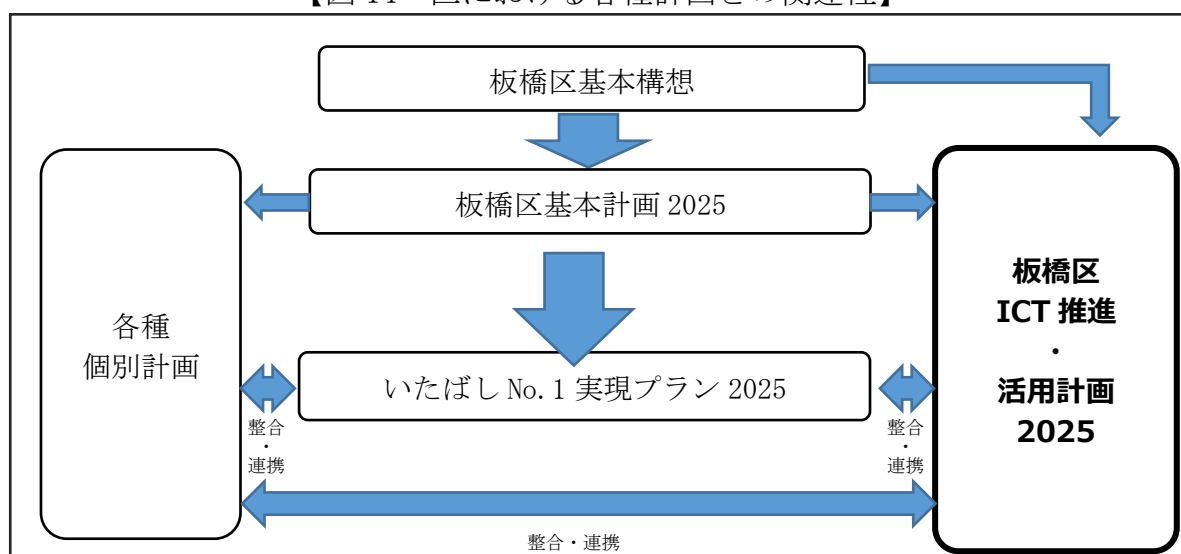 板橋区基本構想
板橋区基本計画 2025
各種
個別計画
いたばし No. 1 実現プラン 2025
板橋区
ICT 推進
・
活用計画
2025
整合
・
連携
整合
・
連携
整合・連携